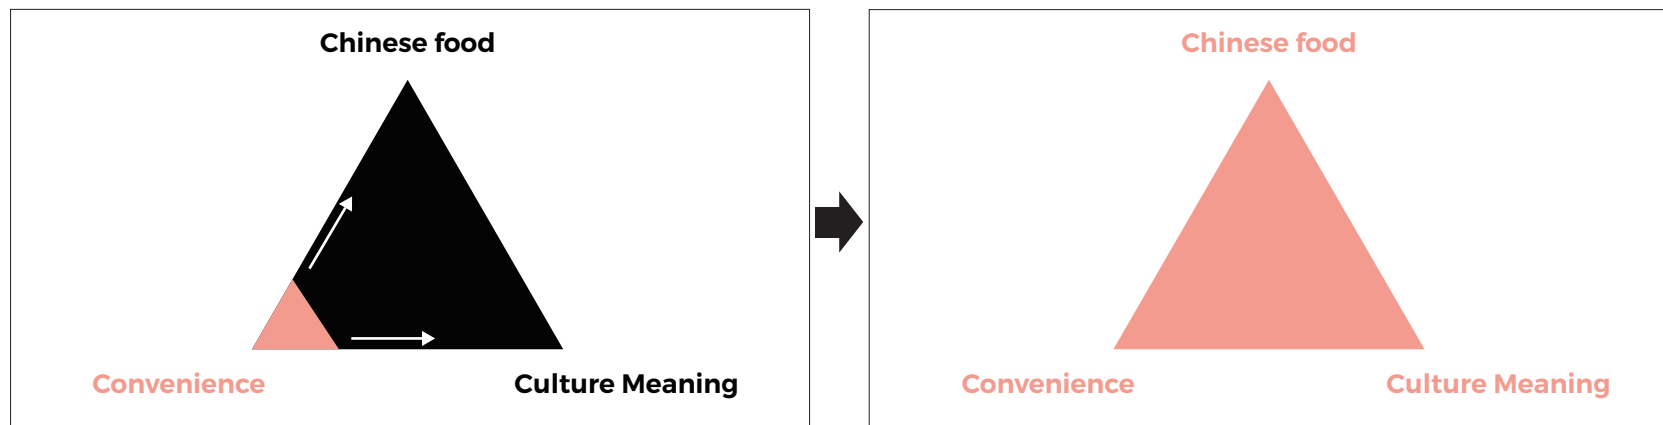 Chinese food
Convenience
Culture Meaning
Chinese food
Convenience
Culture Meaning